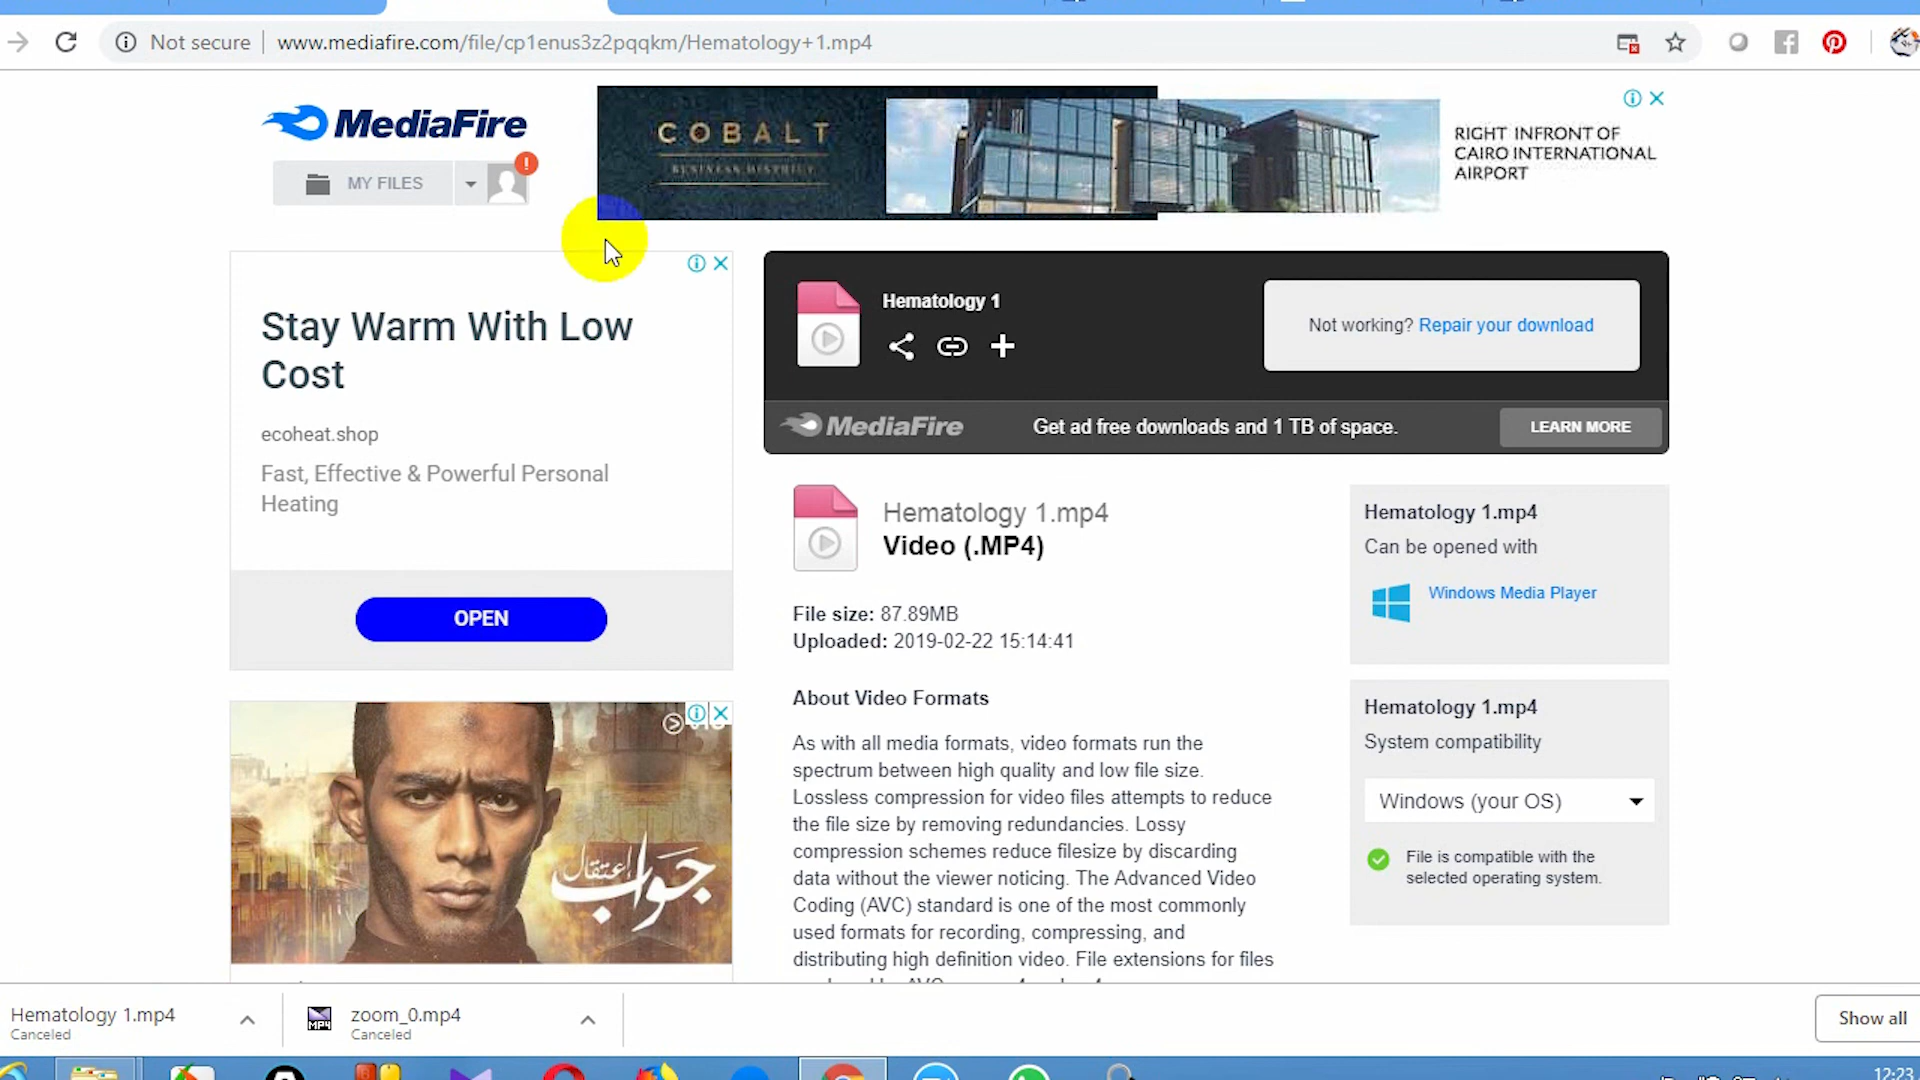 Not secure
www.mediafire.com/file/cp1enus3z2pqqkm/Hematology+1.mp4
MediaFire
MY FILES
!
COBALT
BUSINESS DISTRICT
RIGHT INFRONT OF
CAIRO INTERNATIONAL
AIRPORT
Stay Warm With Low
Cost
ecoheat.shop
Fast, Effective & Powerful Personal
Heating
OPEN
جواب
اعتقال
Hematology 1
Not working? Repair your download
MediaFire
Get ad free downloads and 1 TB of space.
LEARN MORE
Hematology 1.mp4
Video (.MP4)
File size: 87.89MB
Uploaded: 2019-02-22 15:14:41
About Video Formats
As with all media formats, video formats run the
spectrum between high quality and low file size.
Lossless compression for video files attempts to reduce
the file size by removing redundancies. Lossy
compression schemes reduce filesize by discarding
data without the viewer noticing. The Advanced Video
Coding (AVC) standard is one of the most commonly
used formats for recording, compressing, and
distributing high definition video. File extensions for files
Hematology 1.mp4
Can be opened with
Windows Media Player
Hematology 1.mp4
System compatibility
Windows (your OS)
File is compatible with the
selected operating system.
Hematology 1.mp4
Canceled
MP4
zoom_0.mp4
Canceled
Show all
12:23